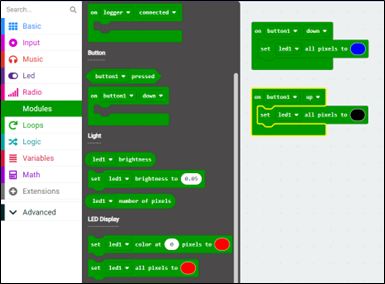 Basic
Input
Music
Led
Radio
Modules
Loops
Logic
Variables
Math
Extensions
Advanced
on logger connected
Button
button1 pressed
on button1 down
Light
led1 brightness
set led1 brightness to 0.05
led1 number of pixels
LED Display
set led1 color at 0 pixels to
set led1 all pixels to
on button1 down
set led1 all pixels to
on button1 up
set led1 all pixels to